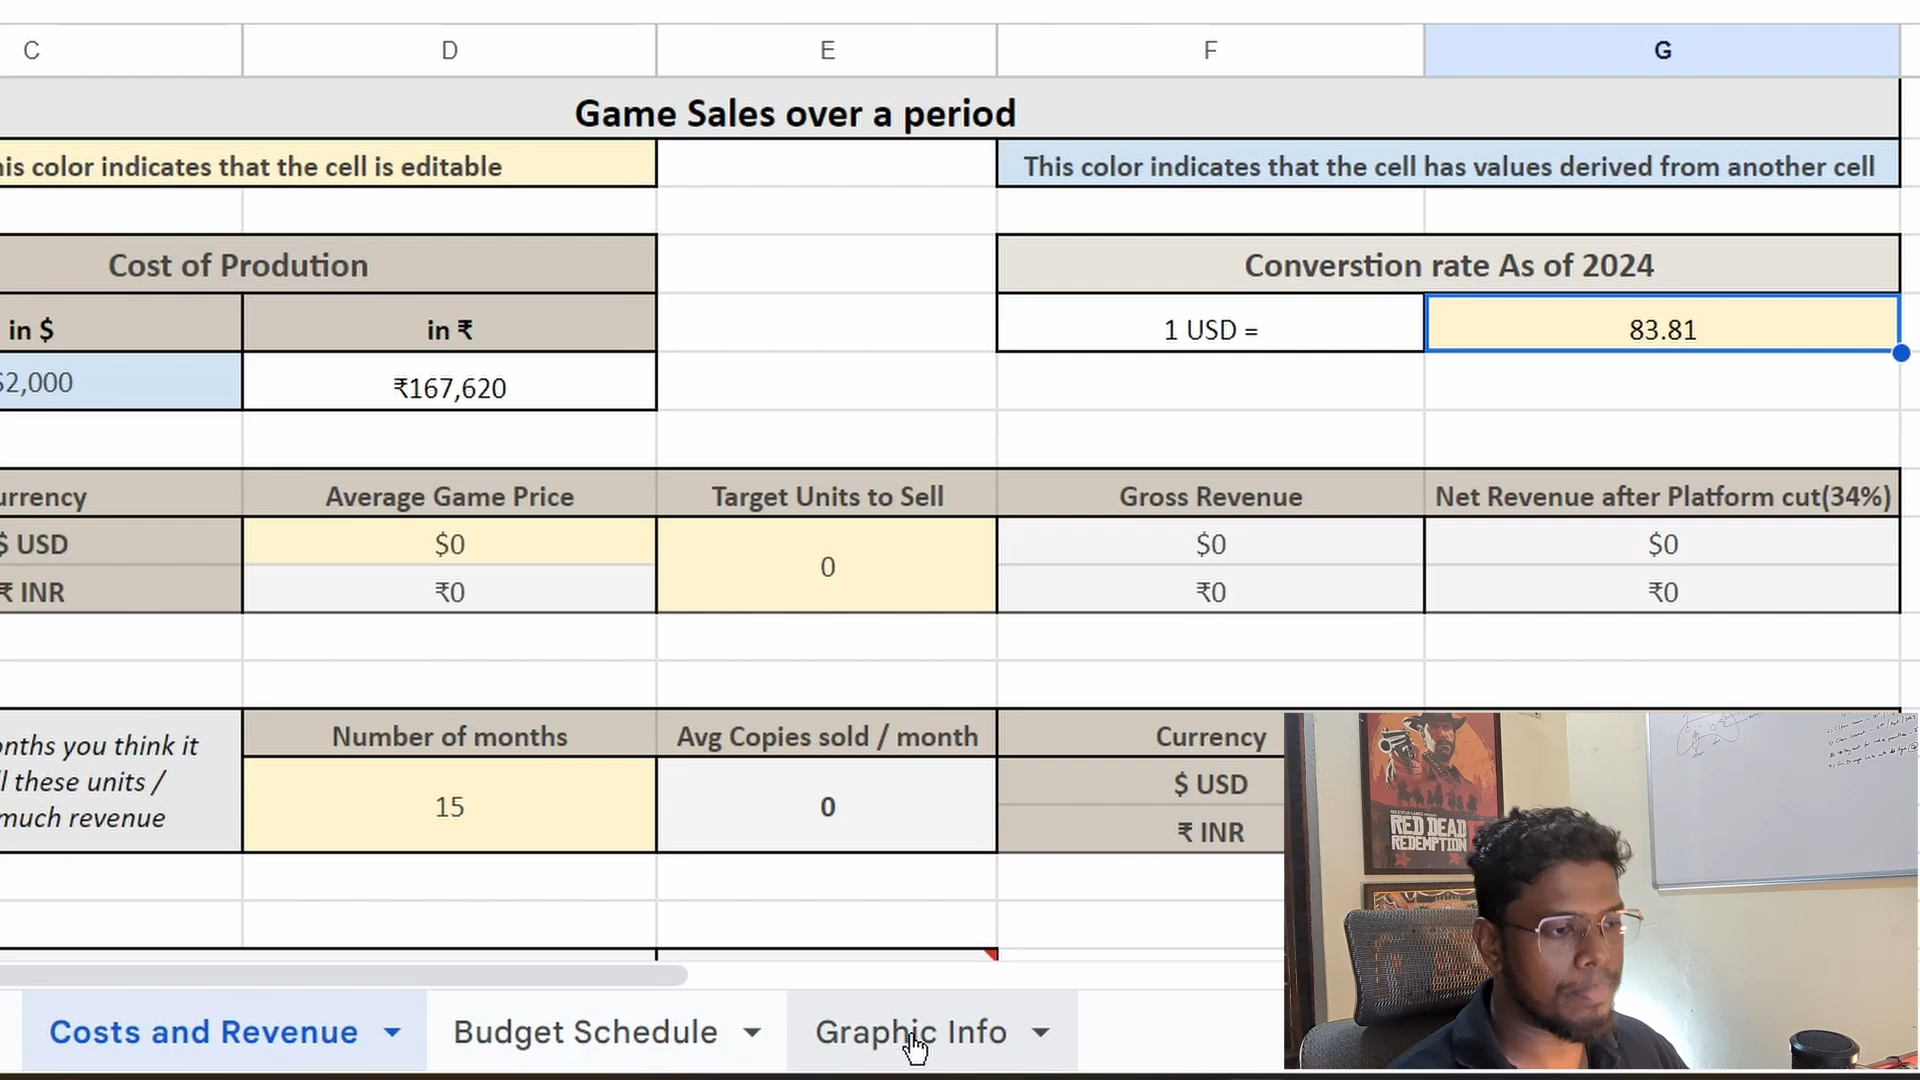 C D E F G
Game Sales over a period
his color indicates that the cell is editable
This color indicates that the cell has values derived from another cell
Cost of Prodution
Converstion rate As of 2024
in $ in ₹
1 USD = 83.81
$2,000 ₹167,620
urrency Average Game Price Target Units to Sell Gross Revenue Net Revenue after Platform cut(34%)
$ USD $0 0 $0 $0
₹ INR ₹0 ₹0 ₹0
onths you think it
l these units /
much revenue
Number of months Avg Copies sold / month Currency
15 0 $ USD
₹ INR
RED DEAD
REDEMPTION
Costs and Revenue Budget Schedule Graphic Info